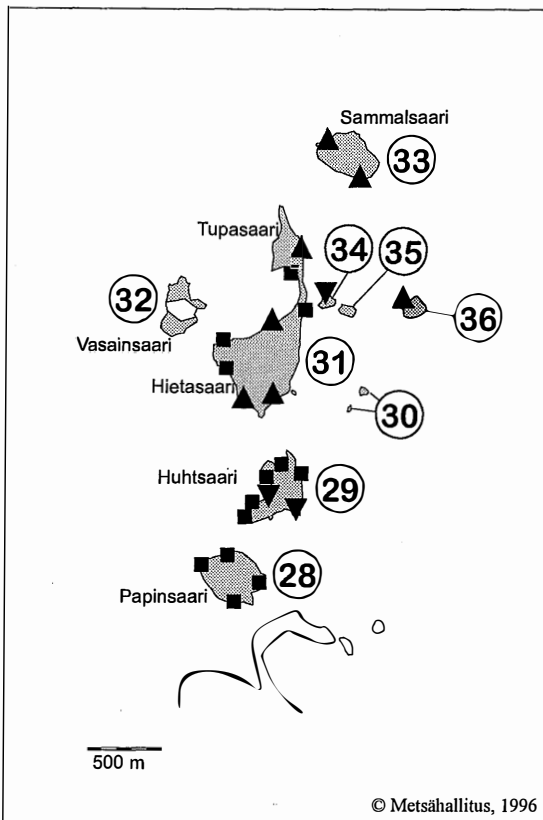 Sammalsaari
33
Tupasaari
34
35
32
36
Vasainsaari
31
Hietasaari
30
Huhtsaari
29
28
Papinsaari
500 m
© Metsähallitus, 1996